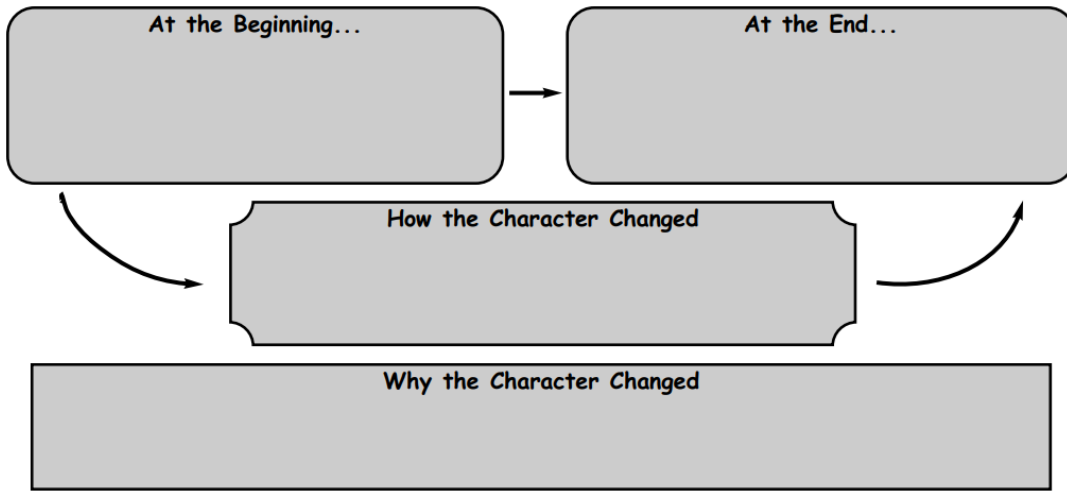 At the Beginning...
At the End...
How the Character Changed
Why the Character Changed